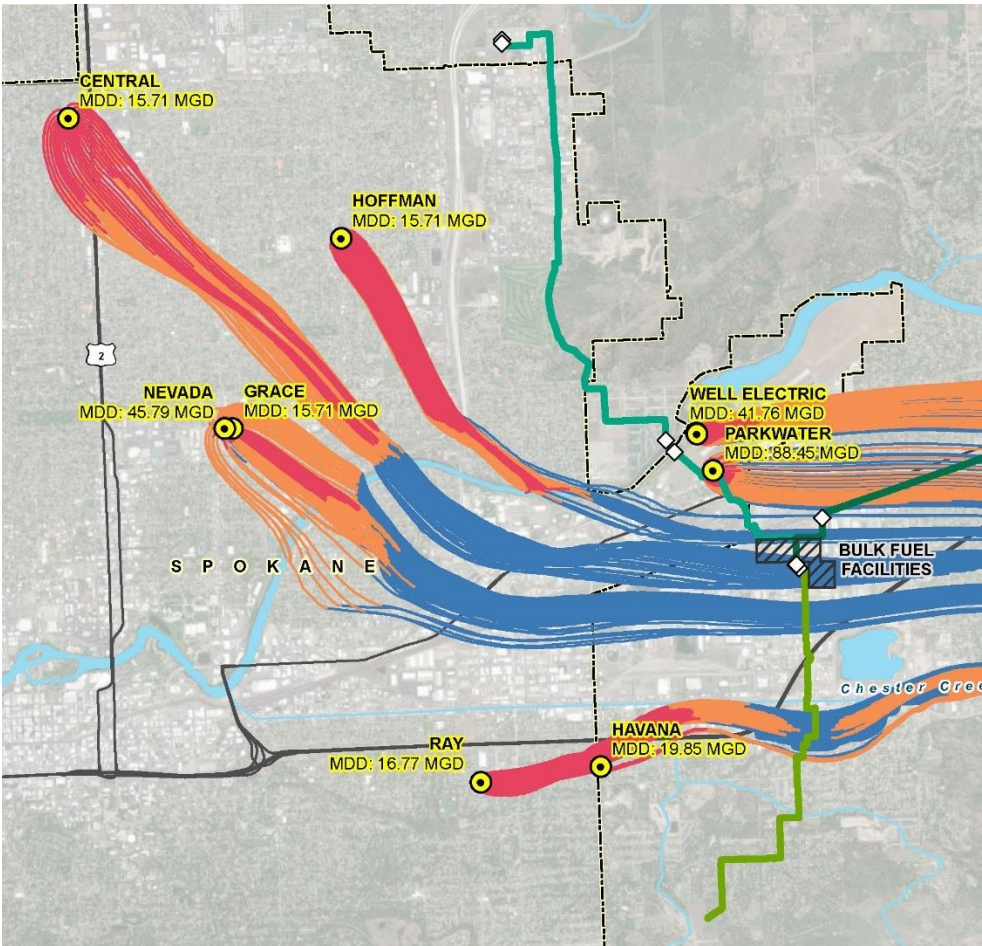 CENTRAL
MDD: 15.71 MGD
HOFFMAN
MDD: 15.71 MGD
2
NEVADA
MDD: 45.79 MGD
GRACE
MDD: 15.71 MGD
WELL ELECTRIC
MDD: 41.76 MGD
PARKWATER
MDD: 88.45 MGD
BULK FUEL
FACILITIES
SPOKANE
Chester Cree
HAVANA
MDD: 19.85 MGD
RAY
MDD: 16.77 MGD